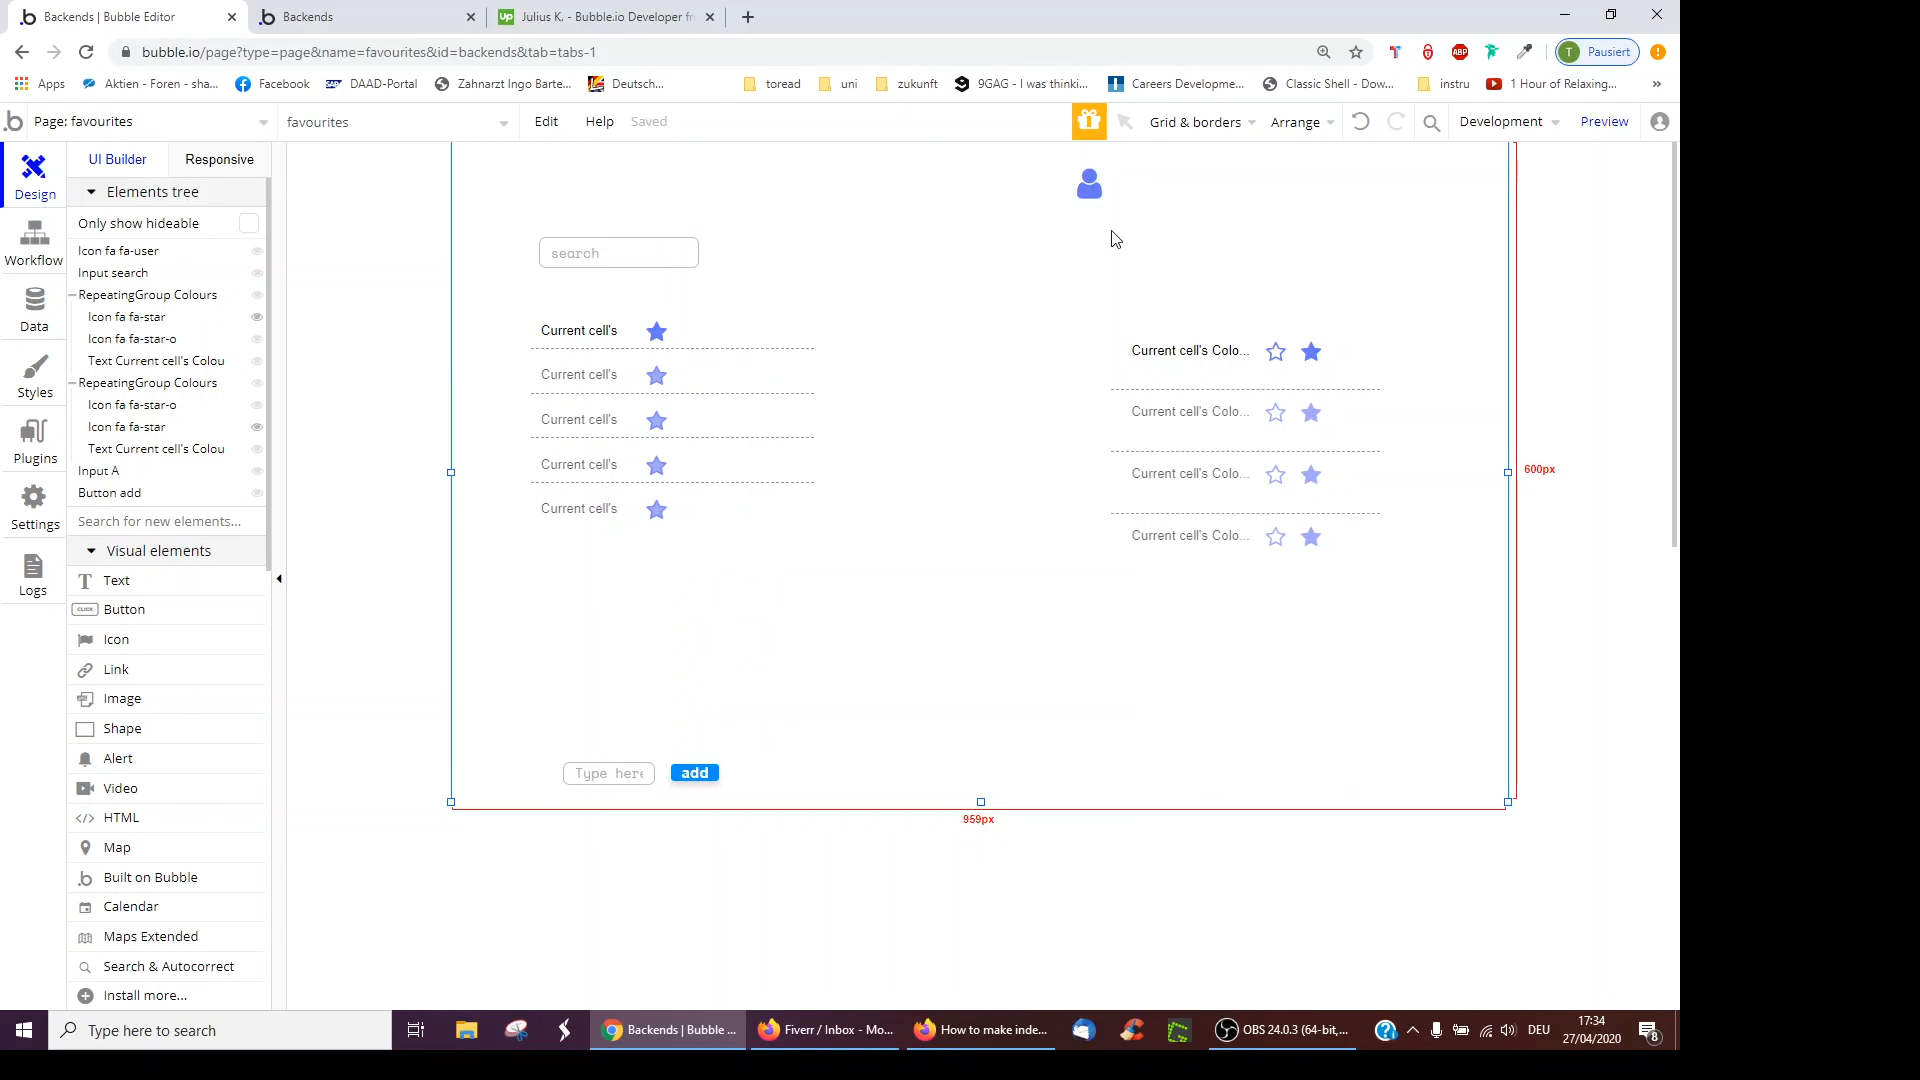 Backends | Bubble Editor
Backends
Up Julius K. - Bubble.io Developer fr
bubble.io/page?type=page&name=favourites&id=backends&tab=tabs-1
T Pausiert
Apps Aktien - Foren - sha... Facebook DAAD-Portal Zahnarzt Ingo Barte... Deutsch... toread uni zukunft 9GAG - I was thinki... Careers Developme... Classic Shell - Dow... instru 1 Hour of Relaxing... »
Page: favourites
favourites
Edit Help Saved
Grid & borders Arrange Development Preview
UI Builder Responsive
Design
Workflow
Data
Styles
Plugins
Settings
Logs
Elements tree
Only show hideable
Icon fa fa-user
Input search
RepeatingGroup Colours
Icon fa fa-star
Icon fa fa-star-o
Text Current cell's Colou
RepeatingGroup Colours
Icon fa fa-star-o
Icon fa fa-star
Text Current cell's Colou
Input A
Button add
Search for new elements...
Visual elements
Text
CLICK Button
Icon
Link
Image
Shape
Alert
Video
HTML
Map
Built on Bubble
Calendar
Maps Extended
Search & Autocorrect
Install more...
search
Current cell's
Current cell's
Current cell's
Current cell's
Current cell's
Current cell's Colo...
Current cell's Colo...
Current cell's Colo...
Current cell's Colo...
600px
Type here
add
959px
Type here to search
Backends | Bubble ...
Fiverr / Inbox - Mo...
How to make inde...
OBS 24.0.3 (64-bit,...
DEU
17:34
27/04/2020
8